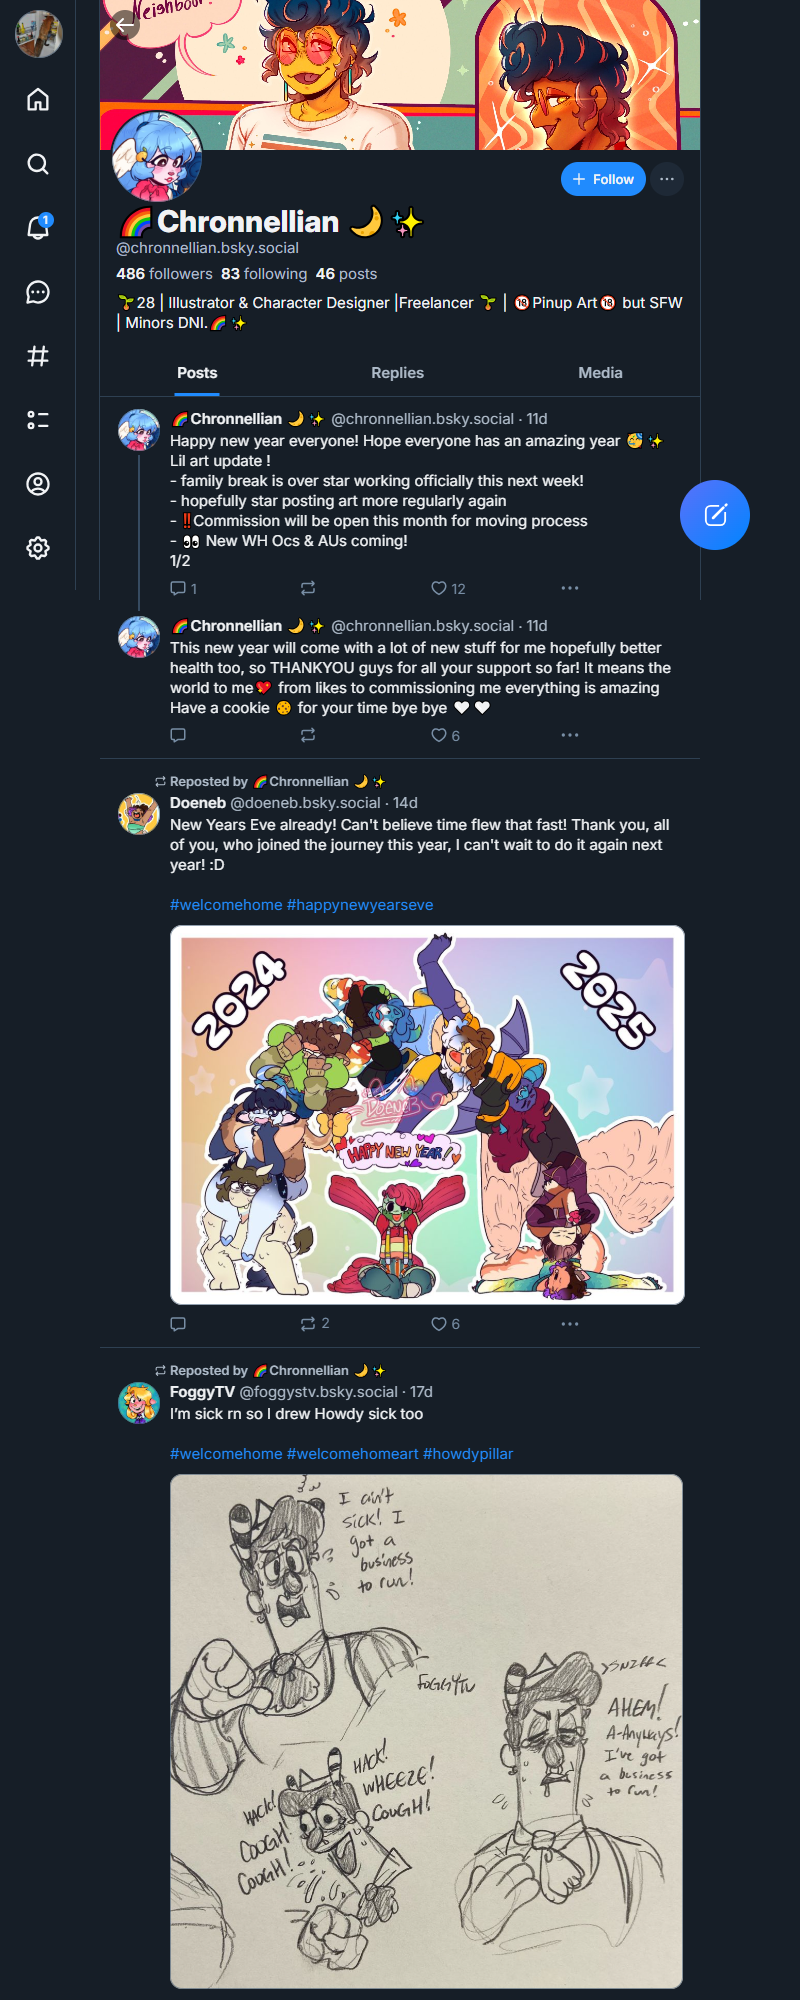 Neighbour!
Follow
🌈Chronnellian 🌙✨
@chronnellian.bsky.social
486 followers 83 following 46 posts
🌱28 | Illustrator & Character Designer |Freelancer 🌱 | 🔞Pinup Art🔞 but SFW
| Minors DNI.🌈✨
Posts Replies Media
1
🌈Chronnellian 🌙✨ @chronnellian.bsky.social · 11d
Happy new year everyone! Hope everyone has an amazing year 🥳✨
Lil art update !
- family break is over star working officially this next week!
- hopefully star posting art more regularly again
- ‼️Commission will be open this month for moving process
- 👀 New WH Ocs & AUs coming!
1/2
1 12
🌈Chronnellian 🌙✨ @chronnellian.bsky.social · 11d
This new year will come with a lot of new stuff for me hopefully better
health too, so THANKYOU guys for all your support so far! It means the
world to me💖 from likes to commissioning me everything is amazing
Have a cookie 🍪 for your time bye bye 🤍🤍
6
Reposted by 🌈Chronnellian 🌙✨
Doeneb @doeneb.bsky.social · 14d
New Years Eve already! Can't believe time flew that fast! Thank you, all
of you, who joined the journey this year, I can't wait to do it again next
year! :D
#welcomehome #happynewyearseve
2024
2025
Doeneb
HAPPY NEW YEAR!
2 6
Reposted by 🌈Chronnellian 🌙✨
FoggyTV @foggystv.bsky.social · 17d
I'm sick rn so I drew Howdy sick too
#welcomehome #welcomehomeart #howdypillar
I ain't
sick! I
got a
business
to run!
FoGGYTV
HACK!
WHEEZE!
COUGH!
HACK!
COUGH!
COUGH!
AHEM!
A-Anyways!
I've got
a business
to run!